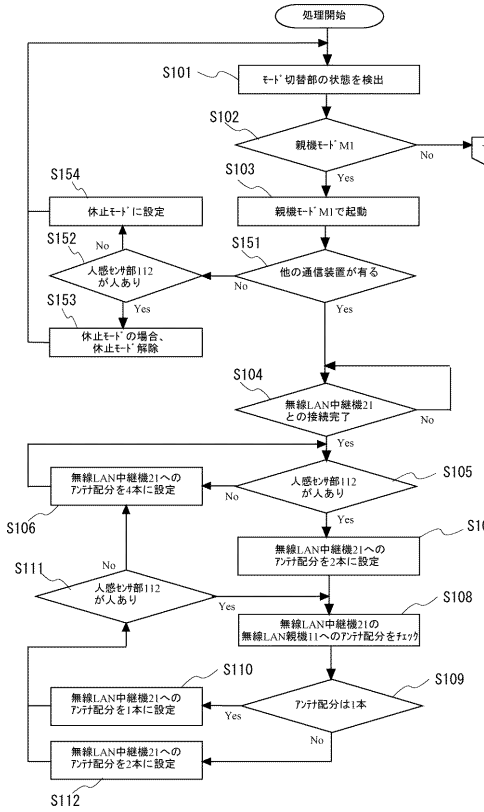 処理開始
S101
ﾓｰﾄﾞ切替部の状態を検出
S102
親機ﾓｰﾄﾞM1
No
Yes
S103
親機ﾓｰﾄﾞM1で起動
S154
休止ﾓｰﾄﾞに設定
S151
他の通信装置が有る
No
Yes
S152
No
人感ｾﾝｻ部112
が人あり
Yes
S153
休止ﾓｰﾄﾞの場合、
休止ﾓｰﾄﾞ解除
S104
無線LAN中継機21
との接続完了
No
Yes
S105
人感ｾﾝｻ部112
が人あり
No
Yes
無線LAN中継機21への
ｱﾝﾃﾅ配分を4本に設定
S106
無線LAN中継機21への
ｱﾝﾃﾅ配分を2本に設定
S111
No
人感ｾﾝｻ部112
が人あり
Yes
S108
無線LAN中継機21の
無線LAN親機11へのｱﾝﾃﾅ配分をﾁｪｯｸ
S109
ｱﾝﾃﾅ配分は1本
Yes
No
S110
無線LAN中継機21への
ｱﾝﾃﾅ配分を1本に設定
無線LAN中継機21への
ｱﾝﾃﾅ配分を2本に設定
S112